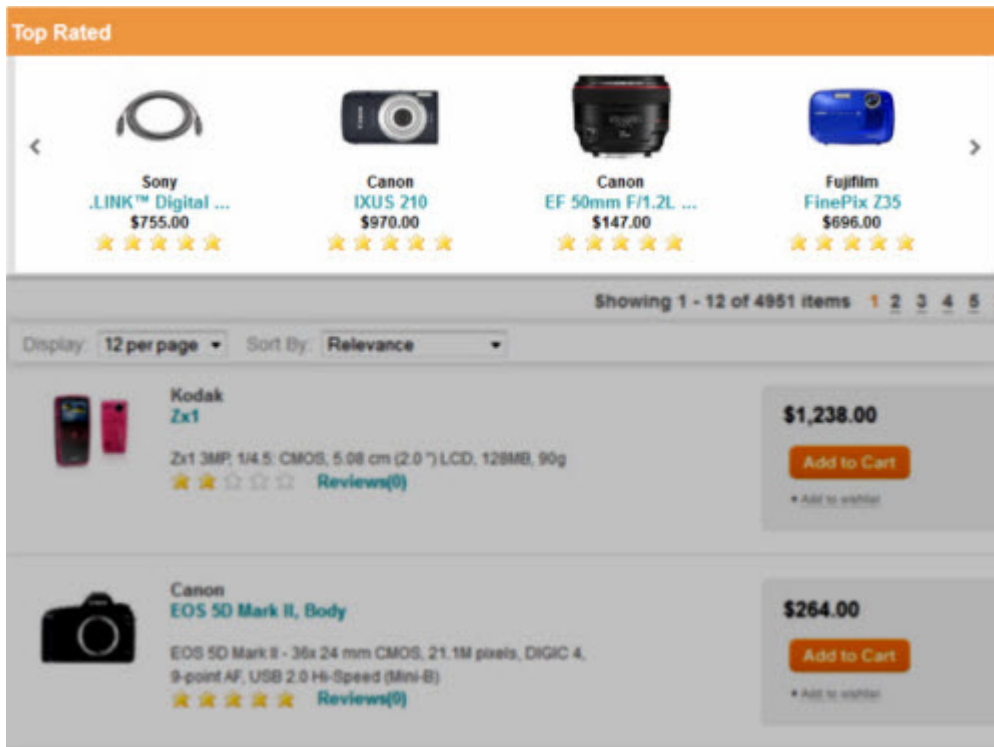 Top Rated
Sony
.LINK™ Digital ...
$755.00
Canon
IXUS 210
$970.00
Canon
EF 50mm F/1.2L ...
$147.00
Fujifilm
FinePix Z35
$696.00
Showing 1 - 12 of 4951 items 1 2 3 4 5
Display: 12 per page Sort By: Relevance
Kodak
Zx1
Zx1 3MP, 1/4.5: CMOS, 5.08 cm (2.0 ") LCD, 128MB, 90g
Reviews(0)
$1,238.00
Add to Cart
Add to wishlist
Canon
EOS 5D Mark II, Body
EOS 5D Mark II - 36x 24 mm CMOS, 21.1M pixels, DIGIC 4,
9-point AF, USB 2.0 Hi-Speed (Mini-B)
Reviews(0)
$264.00
Add to Cart
Add to wishlist